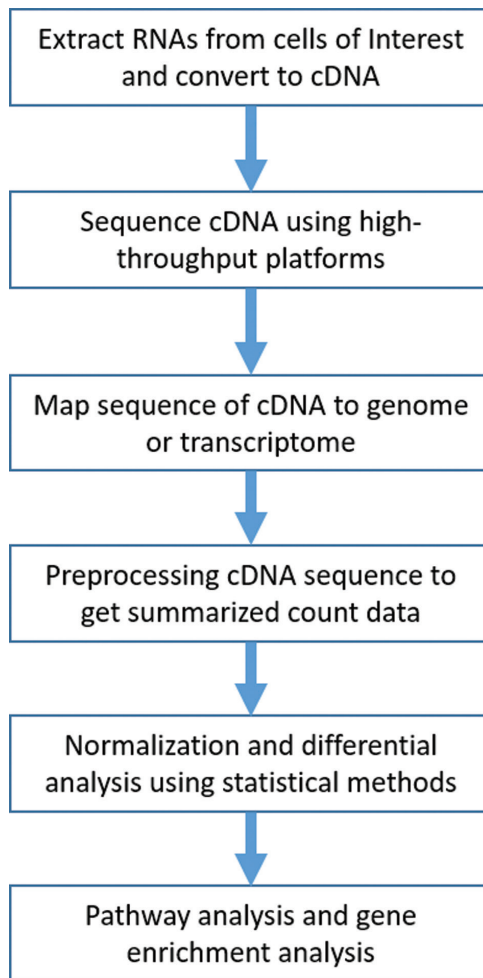 Extract RNAs from cells of Interest
and convert to cDNA
Sequence cDNA using high-
throughput platforms
Map sequence of cDNA to genome
or transcriptome
Preprocessing cDNA sequence to
get summarized count data
Normalization and differential
analysis using statistical methods
Pathway analysis and gene
enrichment analysis